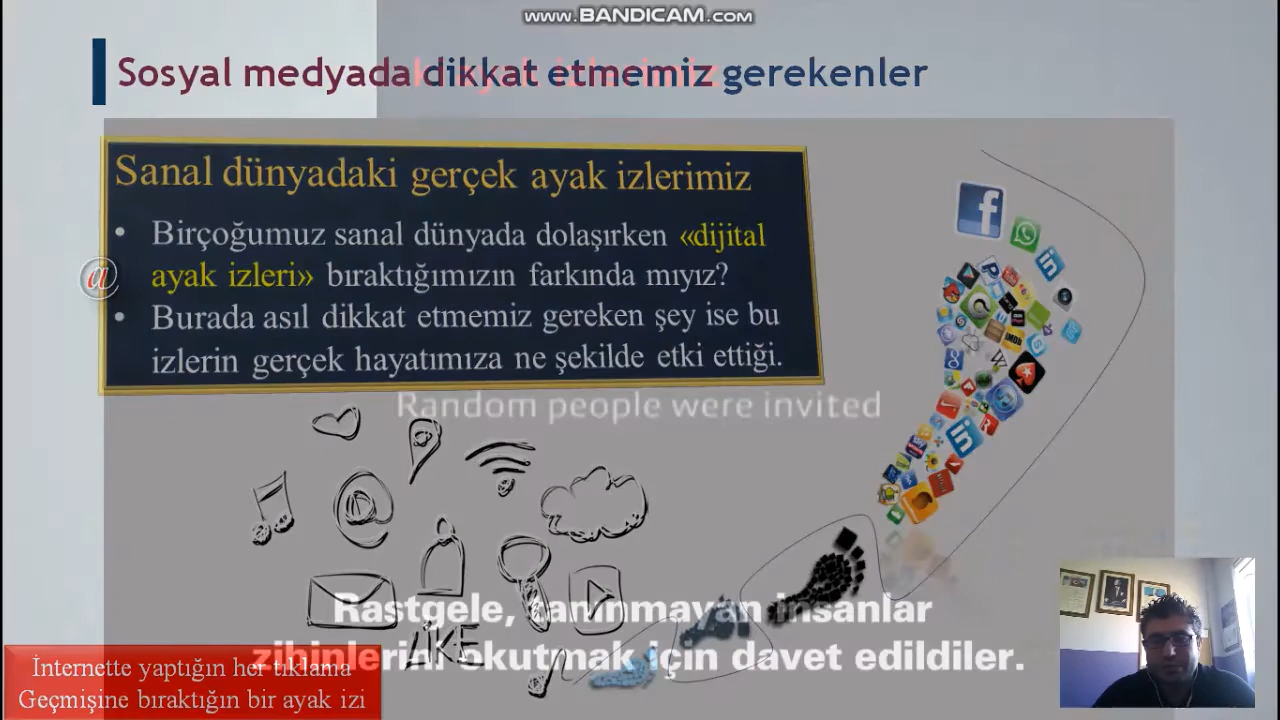 www.BANDICAM.com
Sosyal medyada dikkat etmemiz gerekenler
Sanal dünyadaki gerçek ayak izlerimiz
• Birçoğumuz sanal dünyada dolaşırken «dijital
ayak izleri» bıraktığımızın farkında mıyız?
@
• Burada asıl dikkat etmemiz gereken şey ise bu
izlerin gerçek hayatımıza ne şekilde etki ettiği.
Random people were invited
LİKE
Rastgele, tanınmayan insanlar
zihinlerini okutmak için davet edildiler.
İnternette yaptığın her tıklama
Geçmişine bıraktığın bir ayak izi